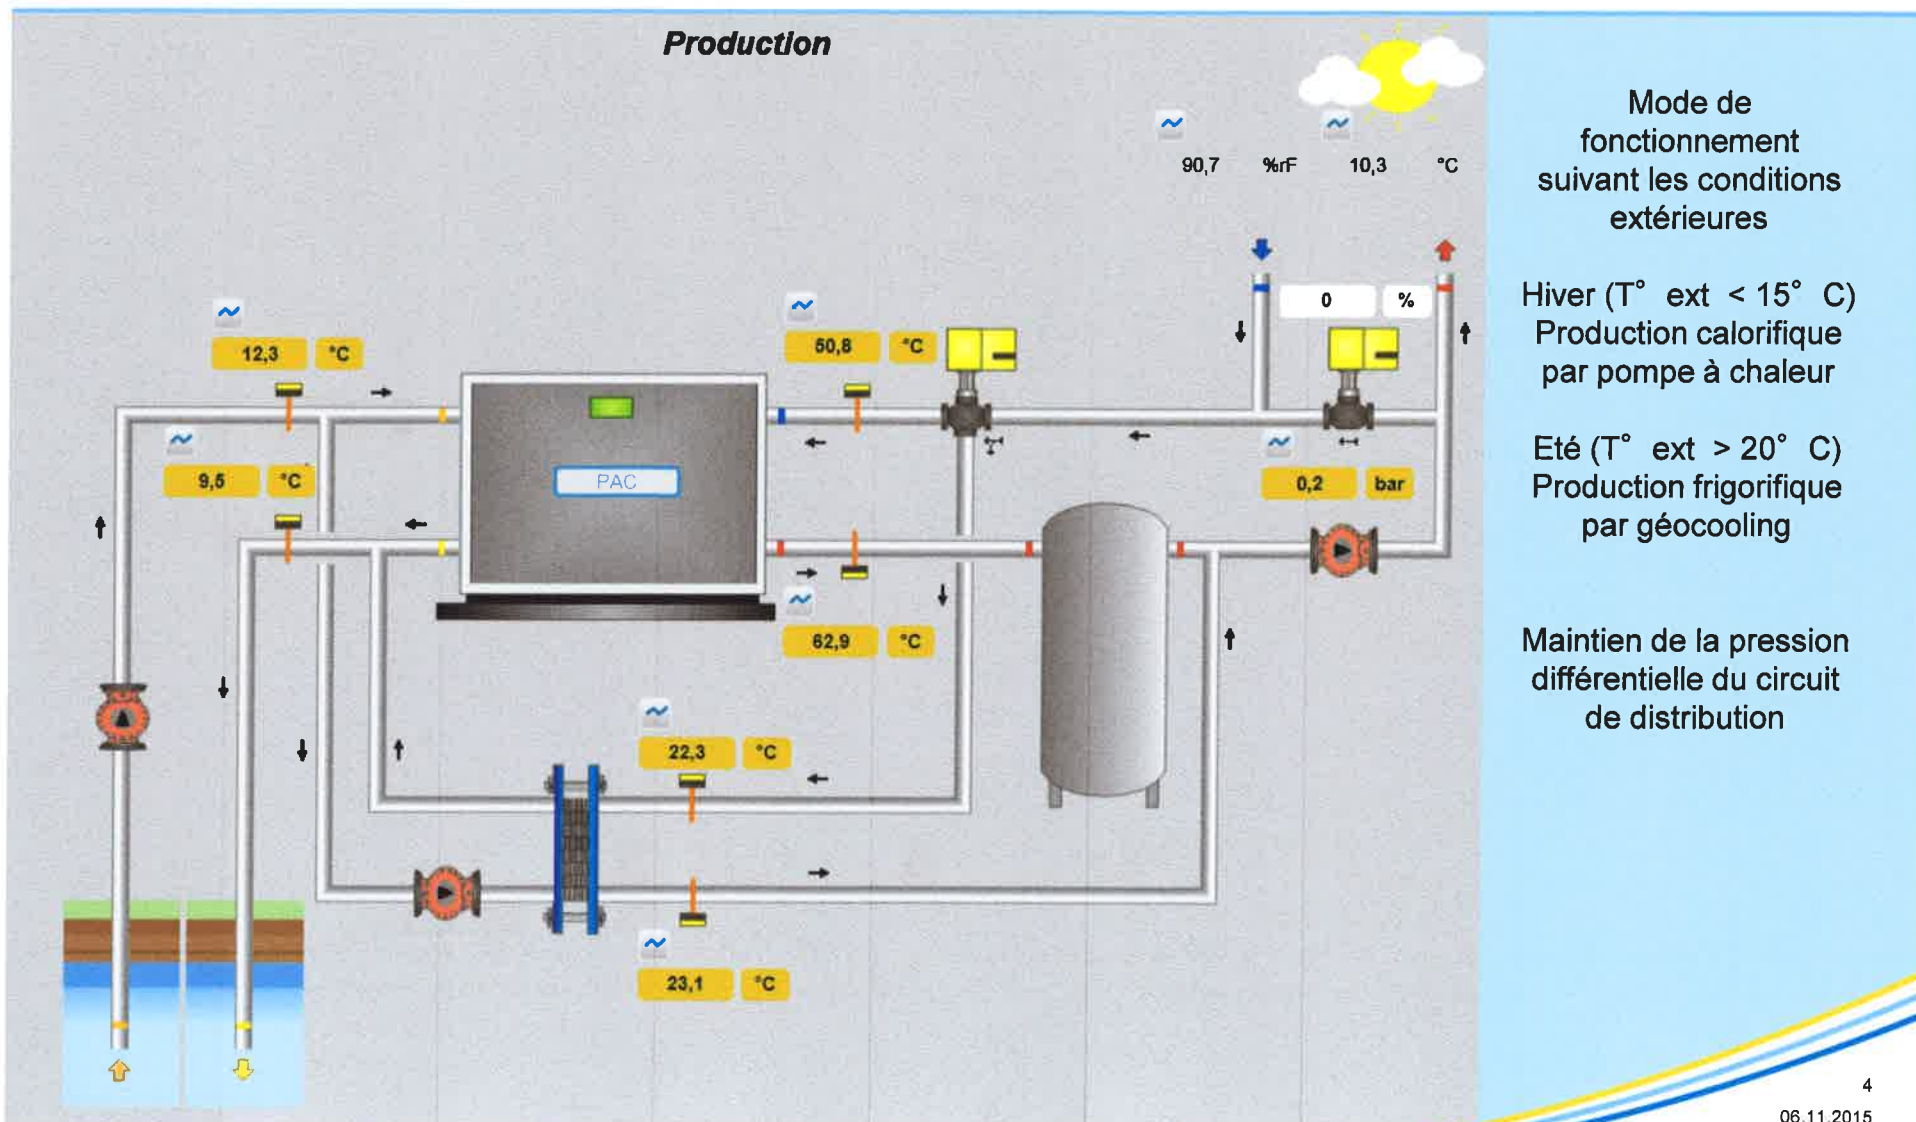 Production
90,7 %rF 10,3 °C
0 %
12,3 °C
50,8 °C
9,5 °C
PAC
0,2 bar
62,9 °C
22,3 °C
23,1 °C
Mode de
fonctionnement
suivant les conditions
extérieures
Hiver (T° ext < 15° C)
Production calorifique
par pompe à chaleur
Eté (T° ext > 20° C)
Production frigorifique
par géocooling
Maintien de la pression
différentielle du circuit
de distribution
4
06.11.2015